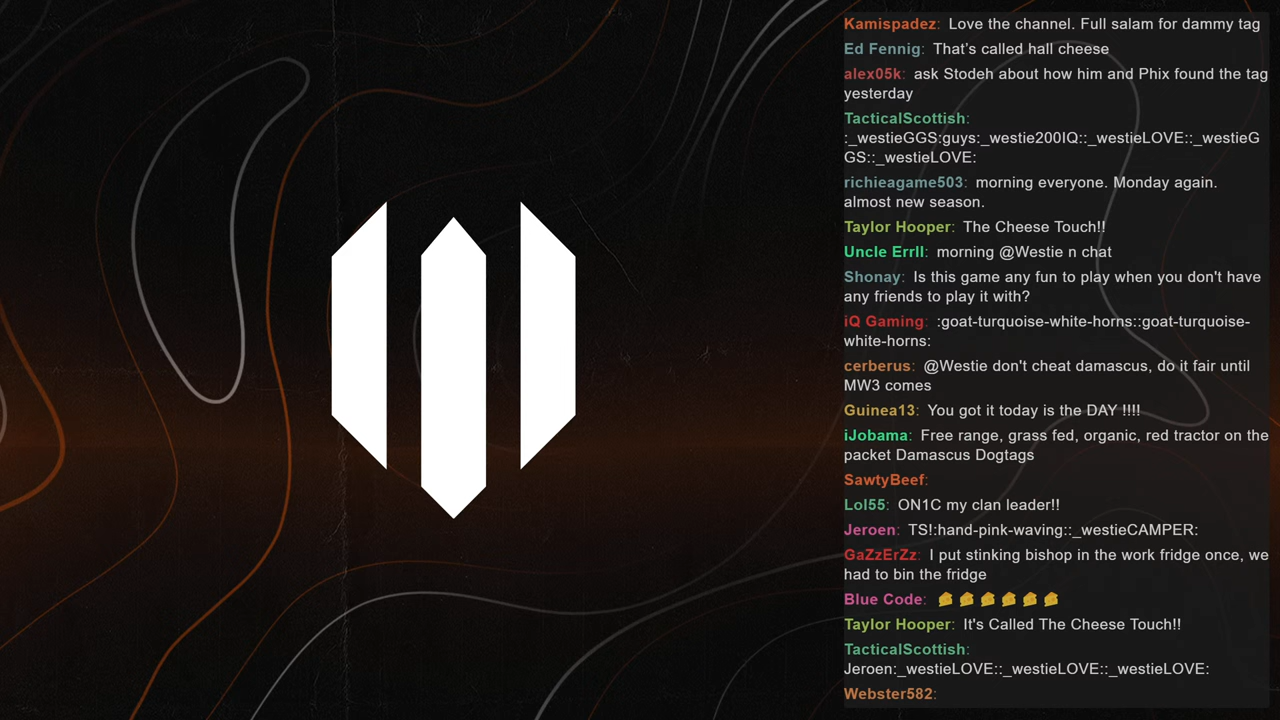 Kamispadez: Love the channel. Full salam for dammy tag
Ed Fennig: That's called hall cheese
alex05k: ask Stodeh about how him and Phix found the tag
yesterday
TacticalScottish:
:_westieGGS:guys:_westie200IQ::_westieLOVE::_westieG
GS::_westieLOVE:
richieagame503: morning everyone. Monday again.
almost new season.
Taylor Hooper: The Cheese Touch!!
Uncle Errll: morning @Westie n chat
Shonay: Is this game any fun to play when you don't have
any friends to play it with?
iQ Gaming: :goat-turquoise-white-horns::goat-turquoise-
white-horns:
cerberus: @Westie don't cheat damascus, do it fair until
MW3 comes
Guinea13: You got it today is the DAY !!!!
iJobama: Free range, grass fed, organic, red tractor on the
packet Damascus Dogtags
SawtyBeef:
Lol55: ON1C my clan leader!!
Jeroen: TS!:hand-pink-waving::_westieCAMPER:
GaZzErZz: I put stinking bishop in the work fridge once, we
had to bin the fridge
Blue Code: 🧀 🧀 🧀 🧀 🧀 🧀
Taylor Hooper: It's Called The Cheese Touch!!
TacticalScottish:
Jeroen:_westieLOVE::_westieLOVE::_westieLOVE:
Webster582: